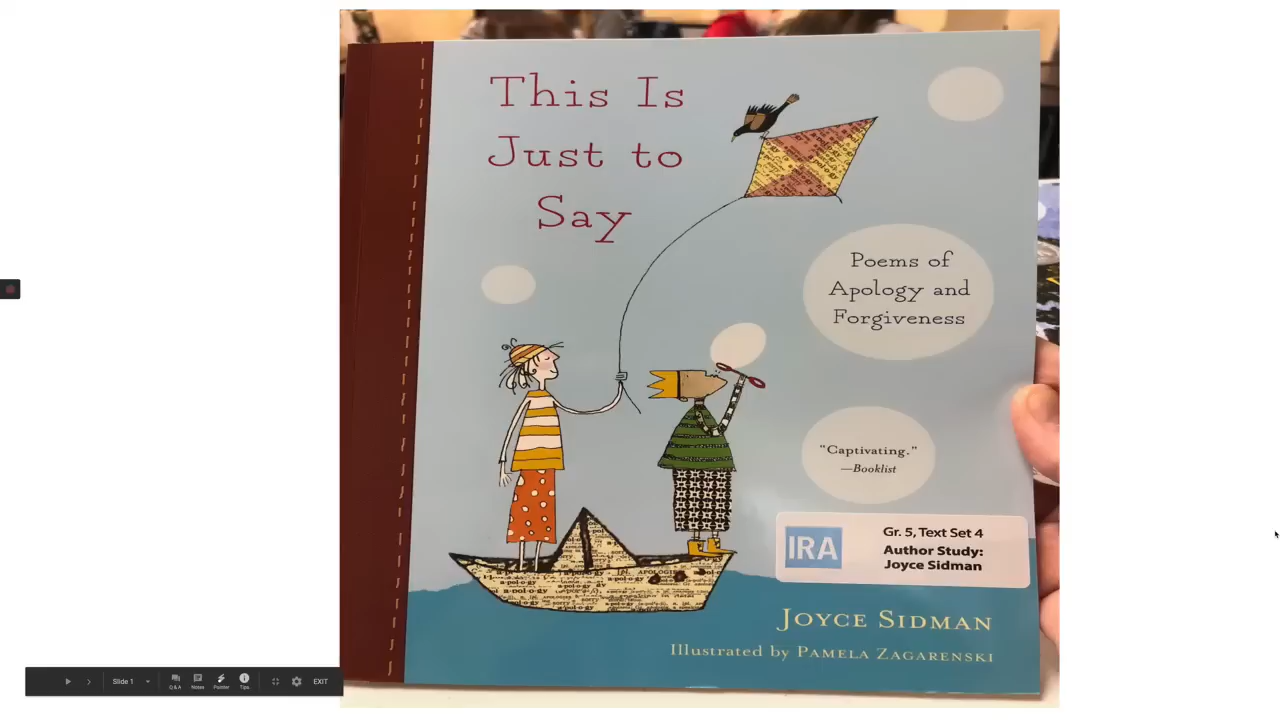 This Is
Just to
Say
Poems of
Apology and
Forgiveness
"Captivating."
—Booklist
IRA
Gr. 5, Text Set 4
Author Study:
Joyce Sidman
JOYCE SIDMAN
Illustrated by PAMELA ZAGARENSKI
Slide 1
Q & A
Notes
Pointer
Tips
EXIT